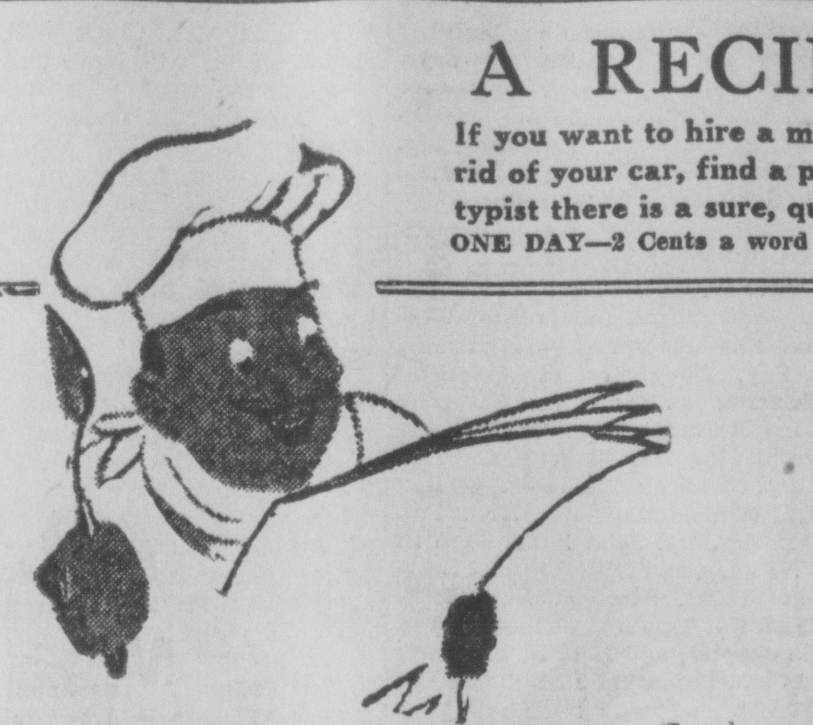 A RECI
If you want to hire a m
rid of your car, find a p
typist there is a sure, qu
ONE DAY—2 Cents a word